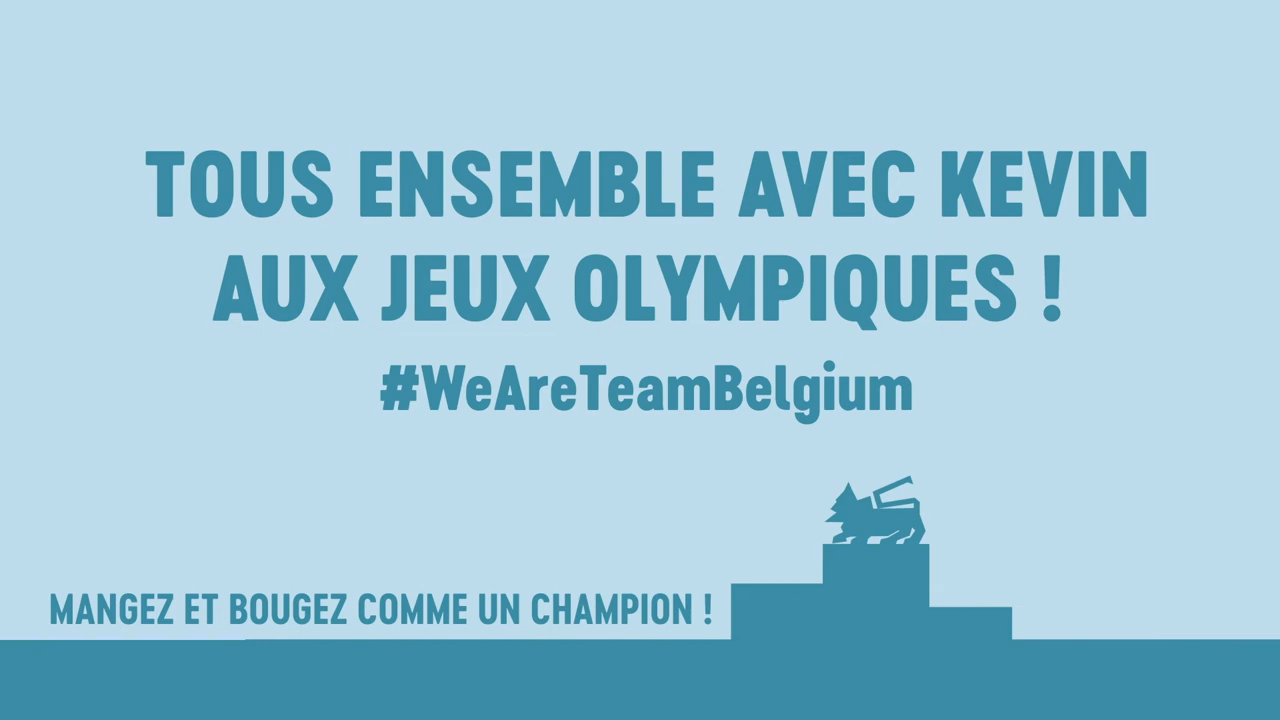 TOUS ENSEMBLE AVEC KEVIN
AUX JEUX OLYMPIQUES !
#WeAreTeamBelgium
MANGEZ ET BOUGEZ COMME UN CHAMPION !